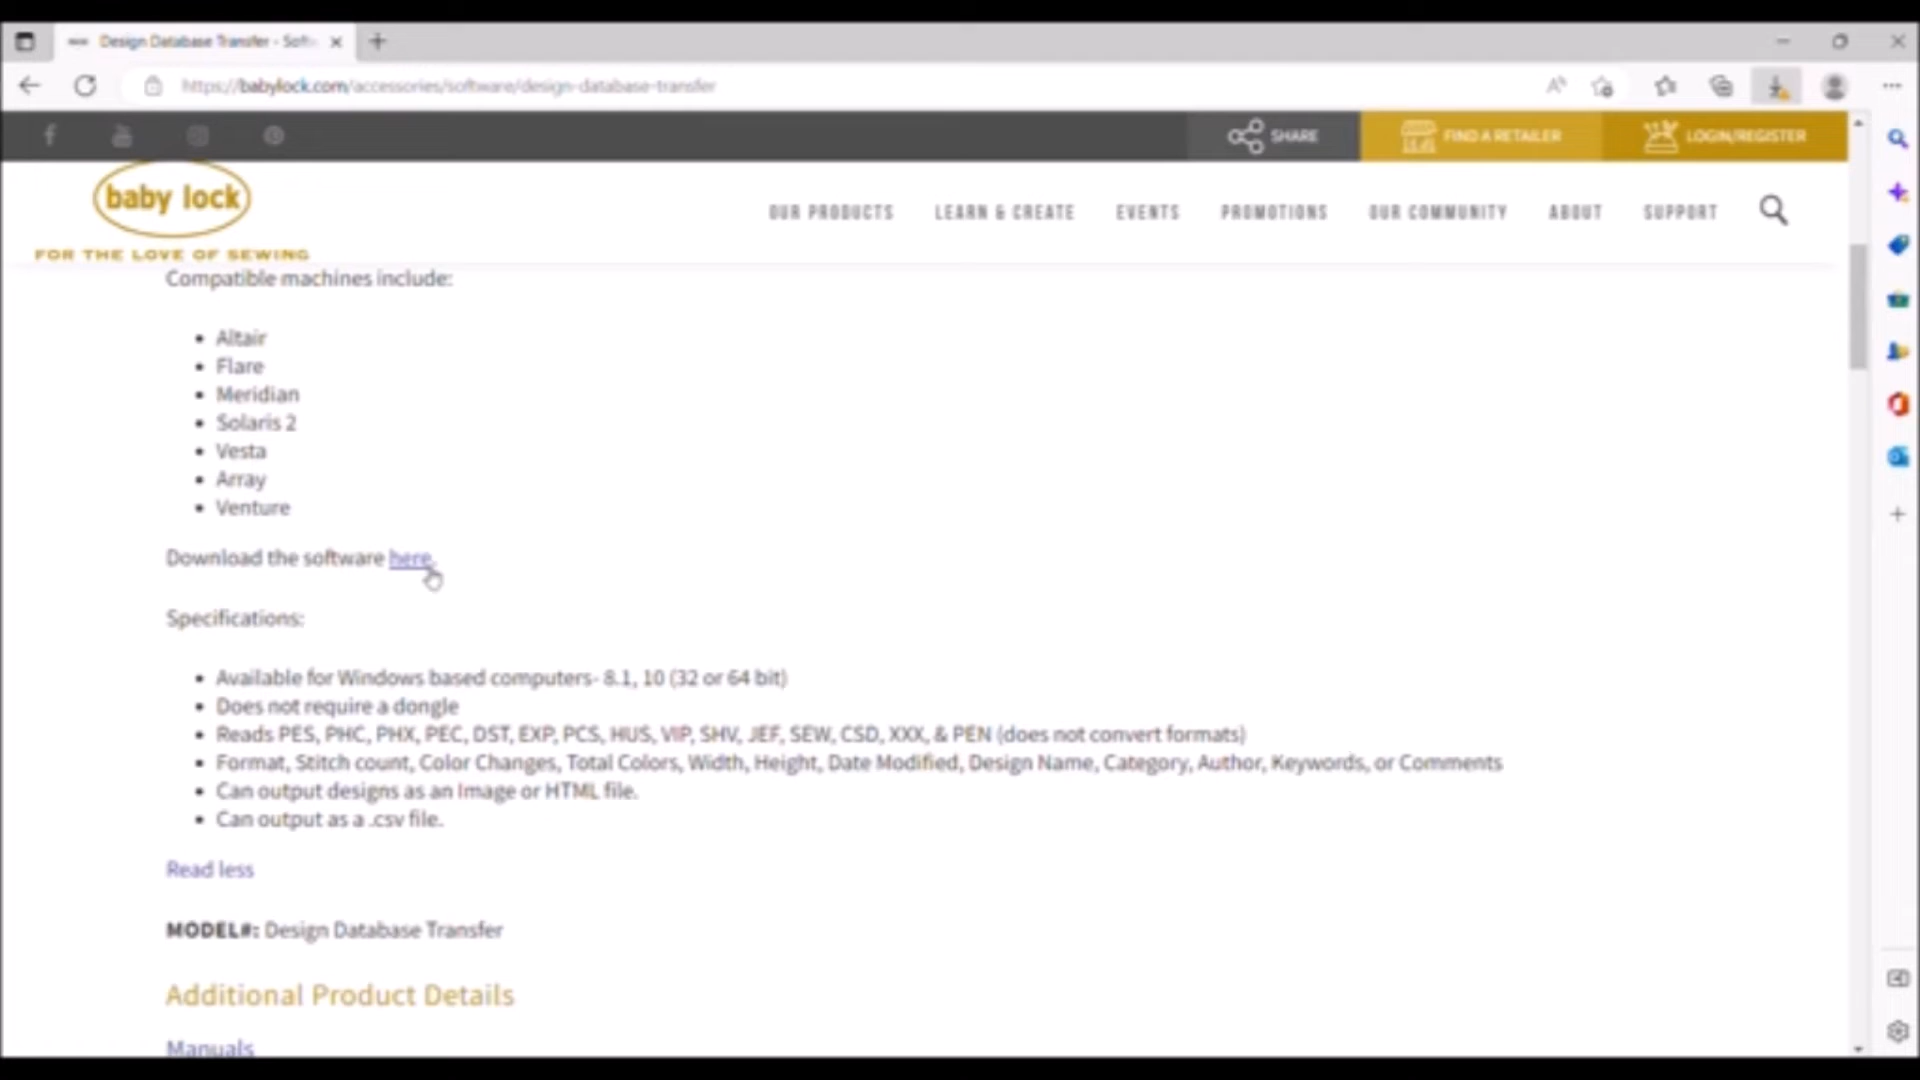 Design Database Transfer - Soft
https://babylock.com/accessories/software/design-database-transfer
SHARE
FIND A RETAILER
LOGIN/REGISTER
baby lock
FOR THE LOVE OF SEWING
OUR PRODUCTS
LEARN & CREATE
EVENTS
PROMOTIONS
OUR COMMUNITY
ABOUT
SUPPORT
Compatible machines include:
• Altair
• Flare
• Meridian
• Solaris 2
• Vesta
• Array
• Venture
Download the software here.
Specifications:
• Available for Windows based computers- 8.1, 10 (32 or 64 bit)
• Does not require a dongle
• Reads PES, PHC, PHX, PEC, DST, EXP, PCS, HUS, VIP, SHV, JEF, SEW, CSD, XXX, & PEN (does not convert formats)
• Format, Stitch count, Color Changes, Total Colors, Width, Height, Date Modified, Design Name, Category, Author, Keywords, or Comments
• Can output designs as an Image or HTML file.
• Can output as a .csv file.
Read less
MODEL#: Design Database Transfer
Additional Product Details
Manuals